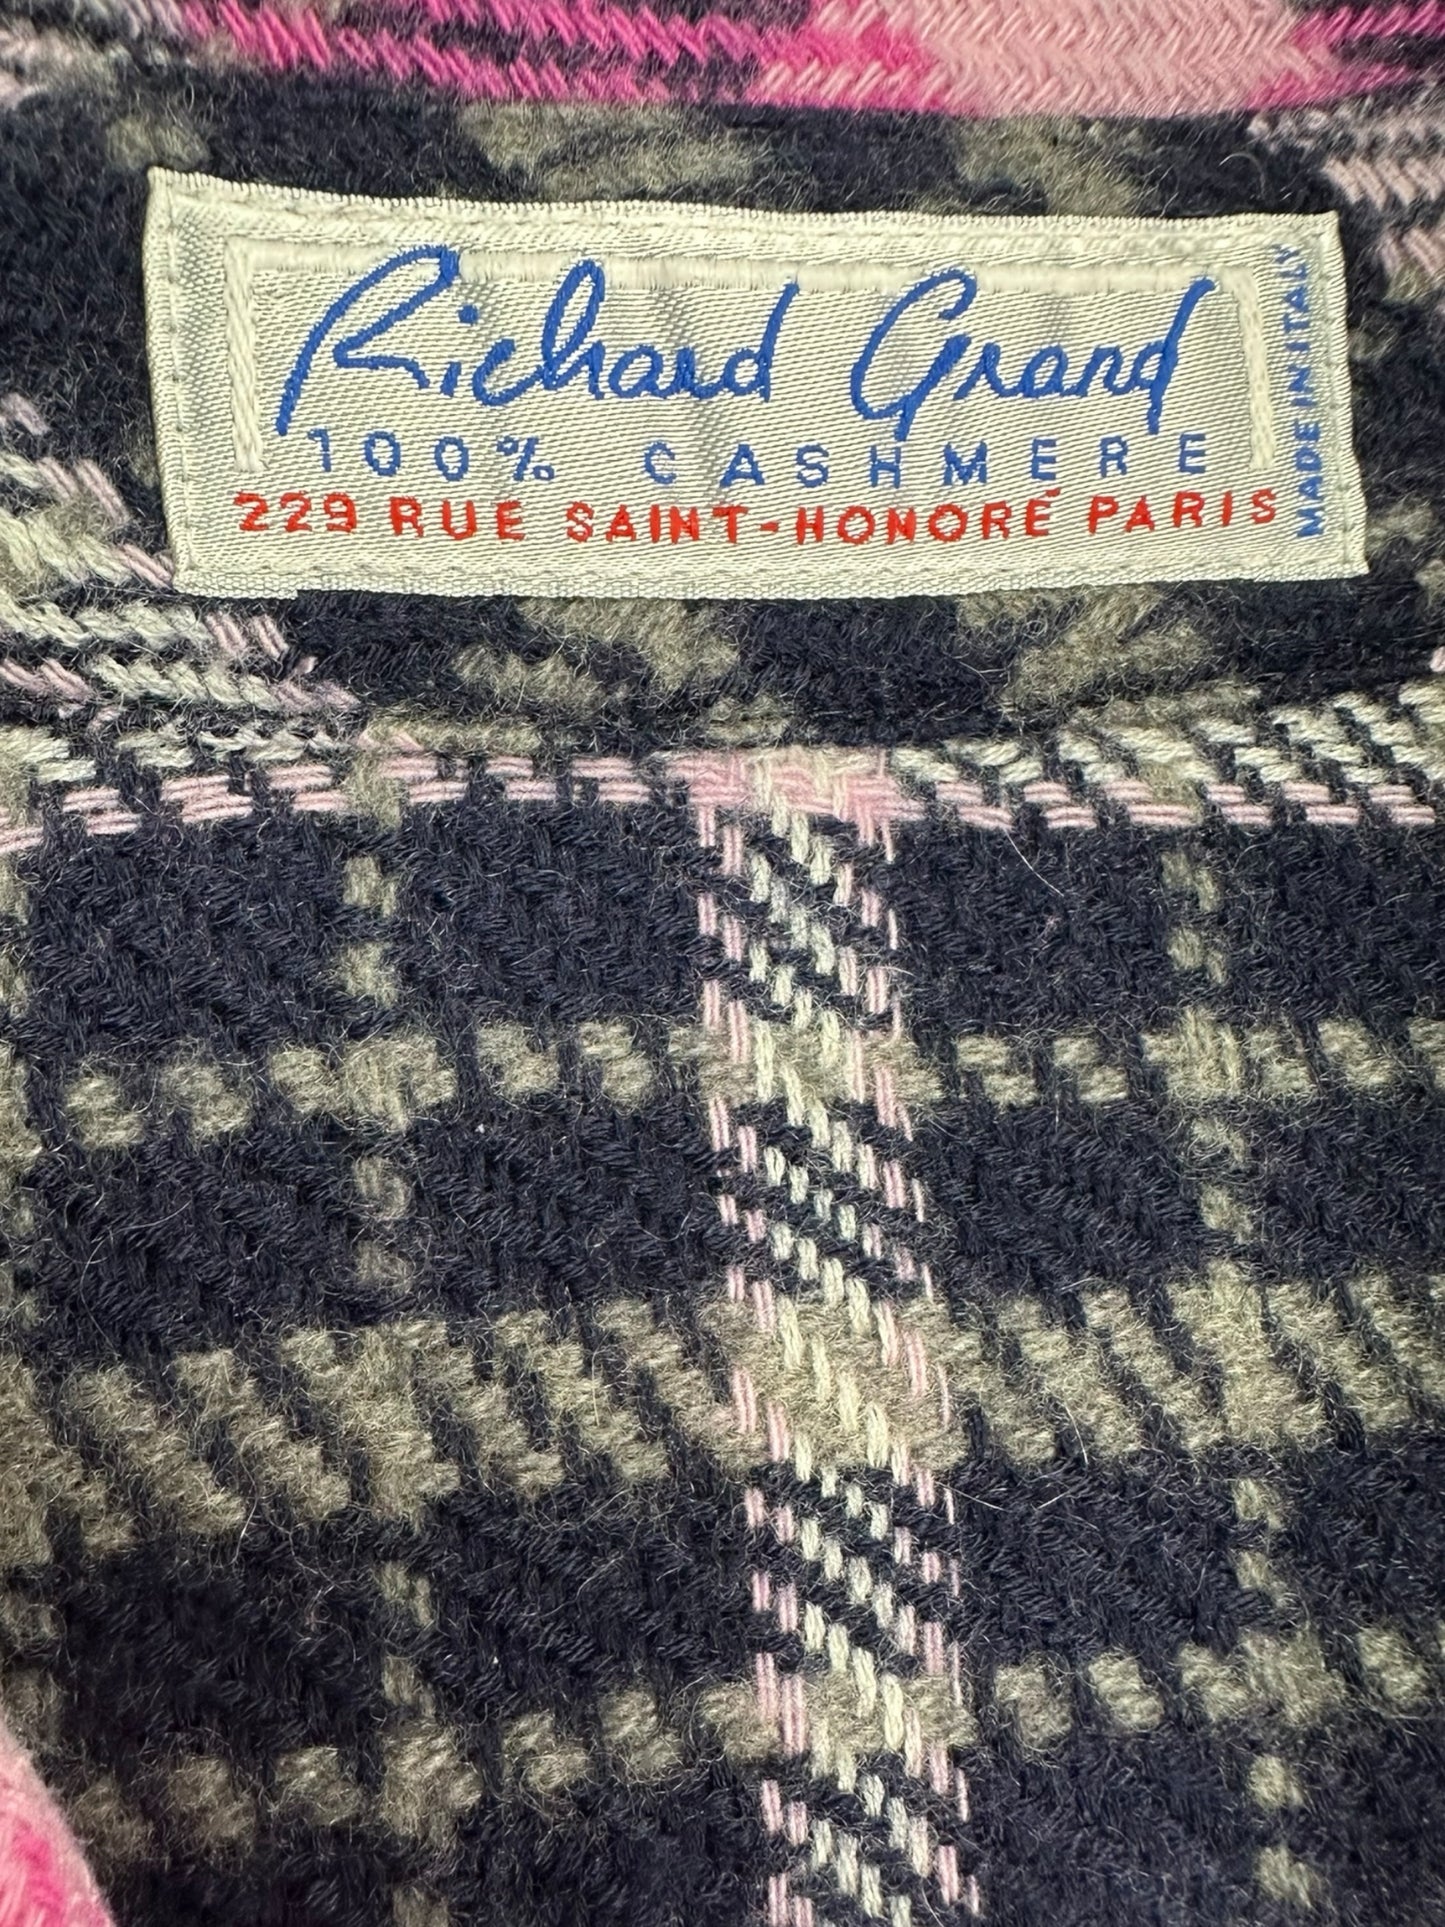 Richard Grand
100% CASHMERE
229 RUE SAINT-HONORÉ PARIS
MADE IN ITALY